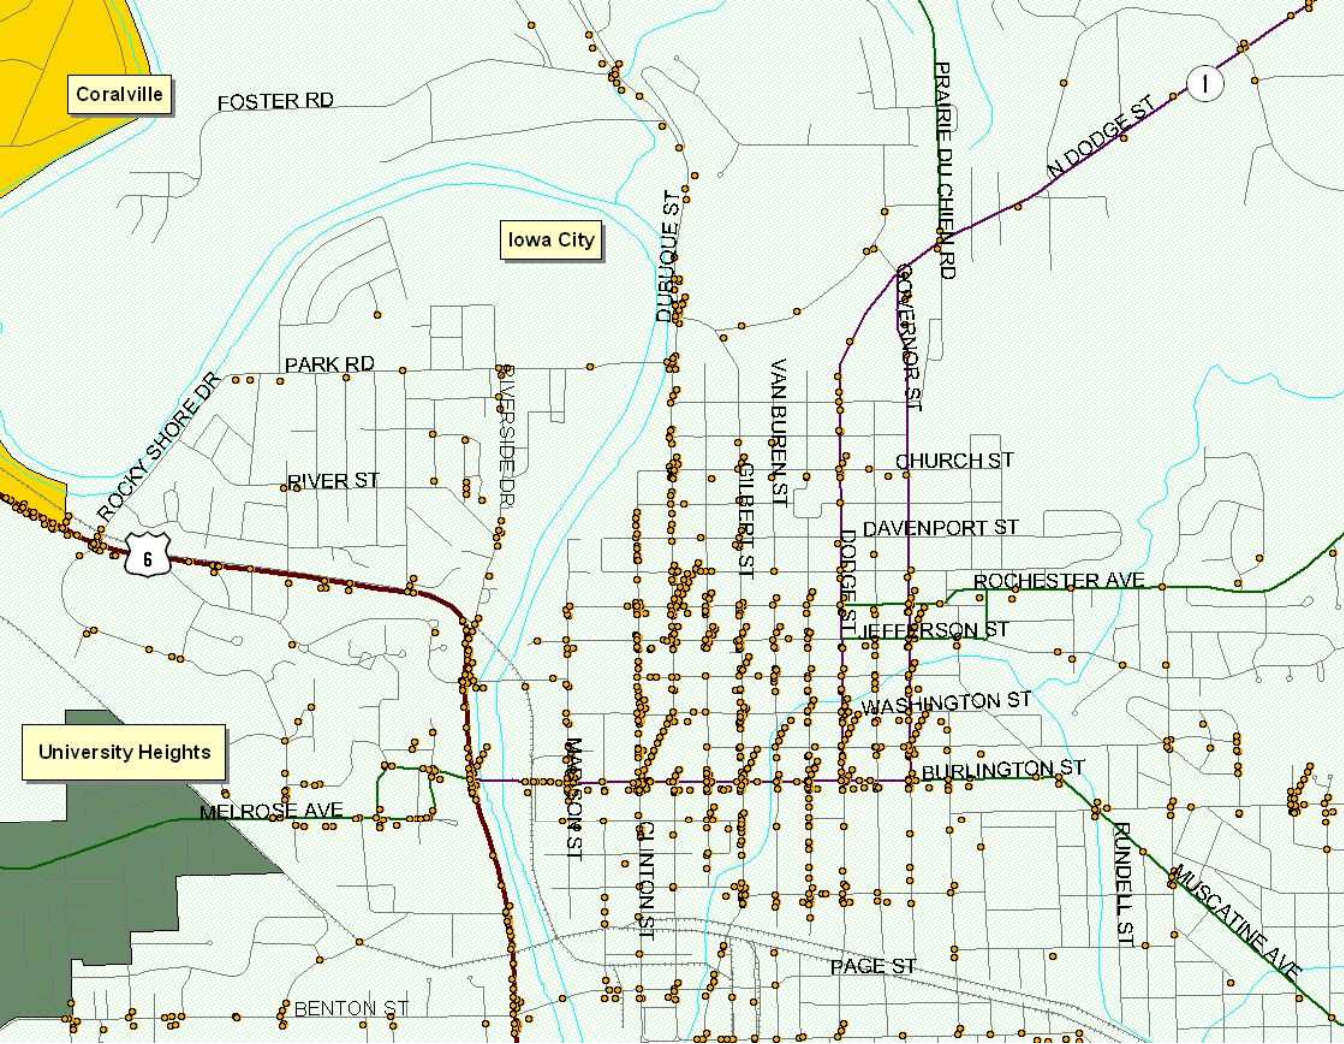 Coralville
FOSTER RD
PRAIRIE DU CHIEN RD
1
N DODGE ST
DUBUQUE ST
Iowa City
GOVERNOR ST
PARK RD
RIVERSIDE DR
VAN BUREN ST
ROCKY SHORE DR
RIVER ST
GILBERT ST
CHURCH ST
DAVENPORT ST
6
DODGE ST
ROCHESTER AVE
JEFFERSON ST
WASHINGTON ST
University Heights
MADISON ST
BURLINGTON ST
MELROSE AVE
CLINTON ST
RUNDELL ST
MUSCATINE AVE
PAGE ST
BENTON ST